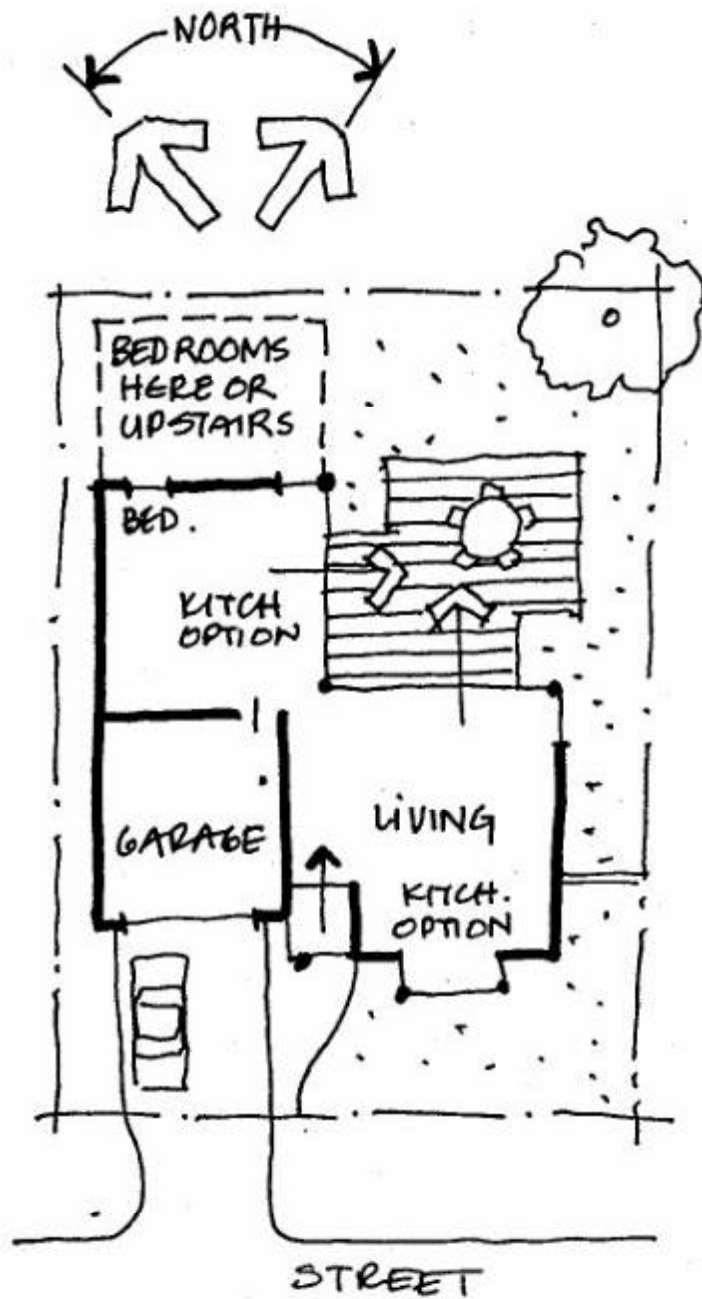 NORTH
BEDROOMS
HERE OR
UPSTAIRS
BED.
KITCH
OPTION
GARAGE
LIVING
KITCH.
OPTION
STREET